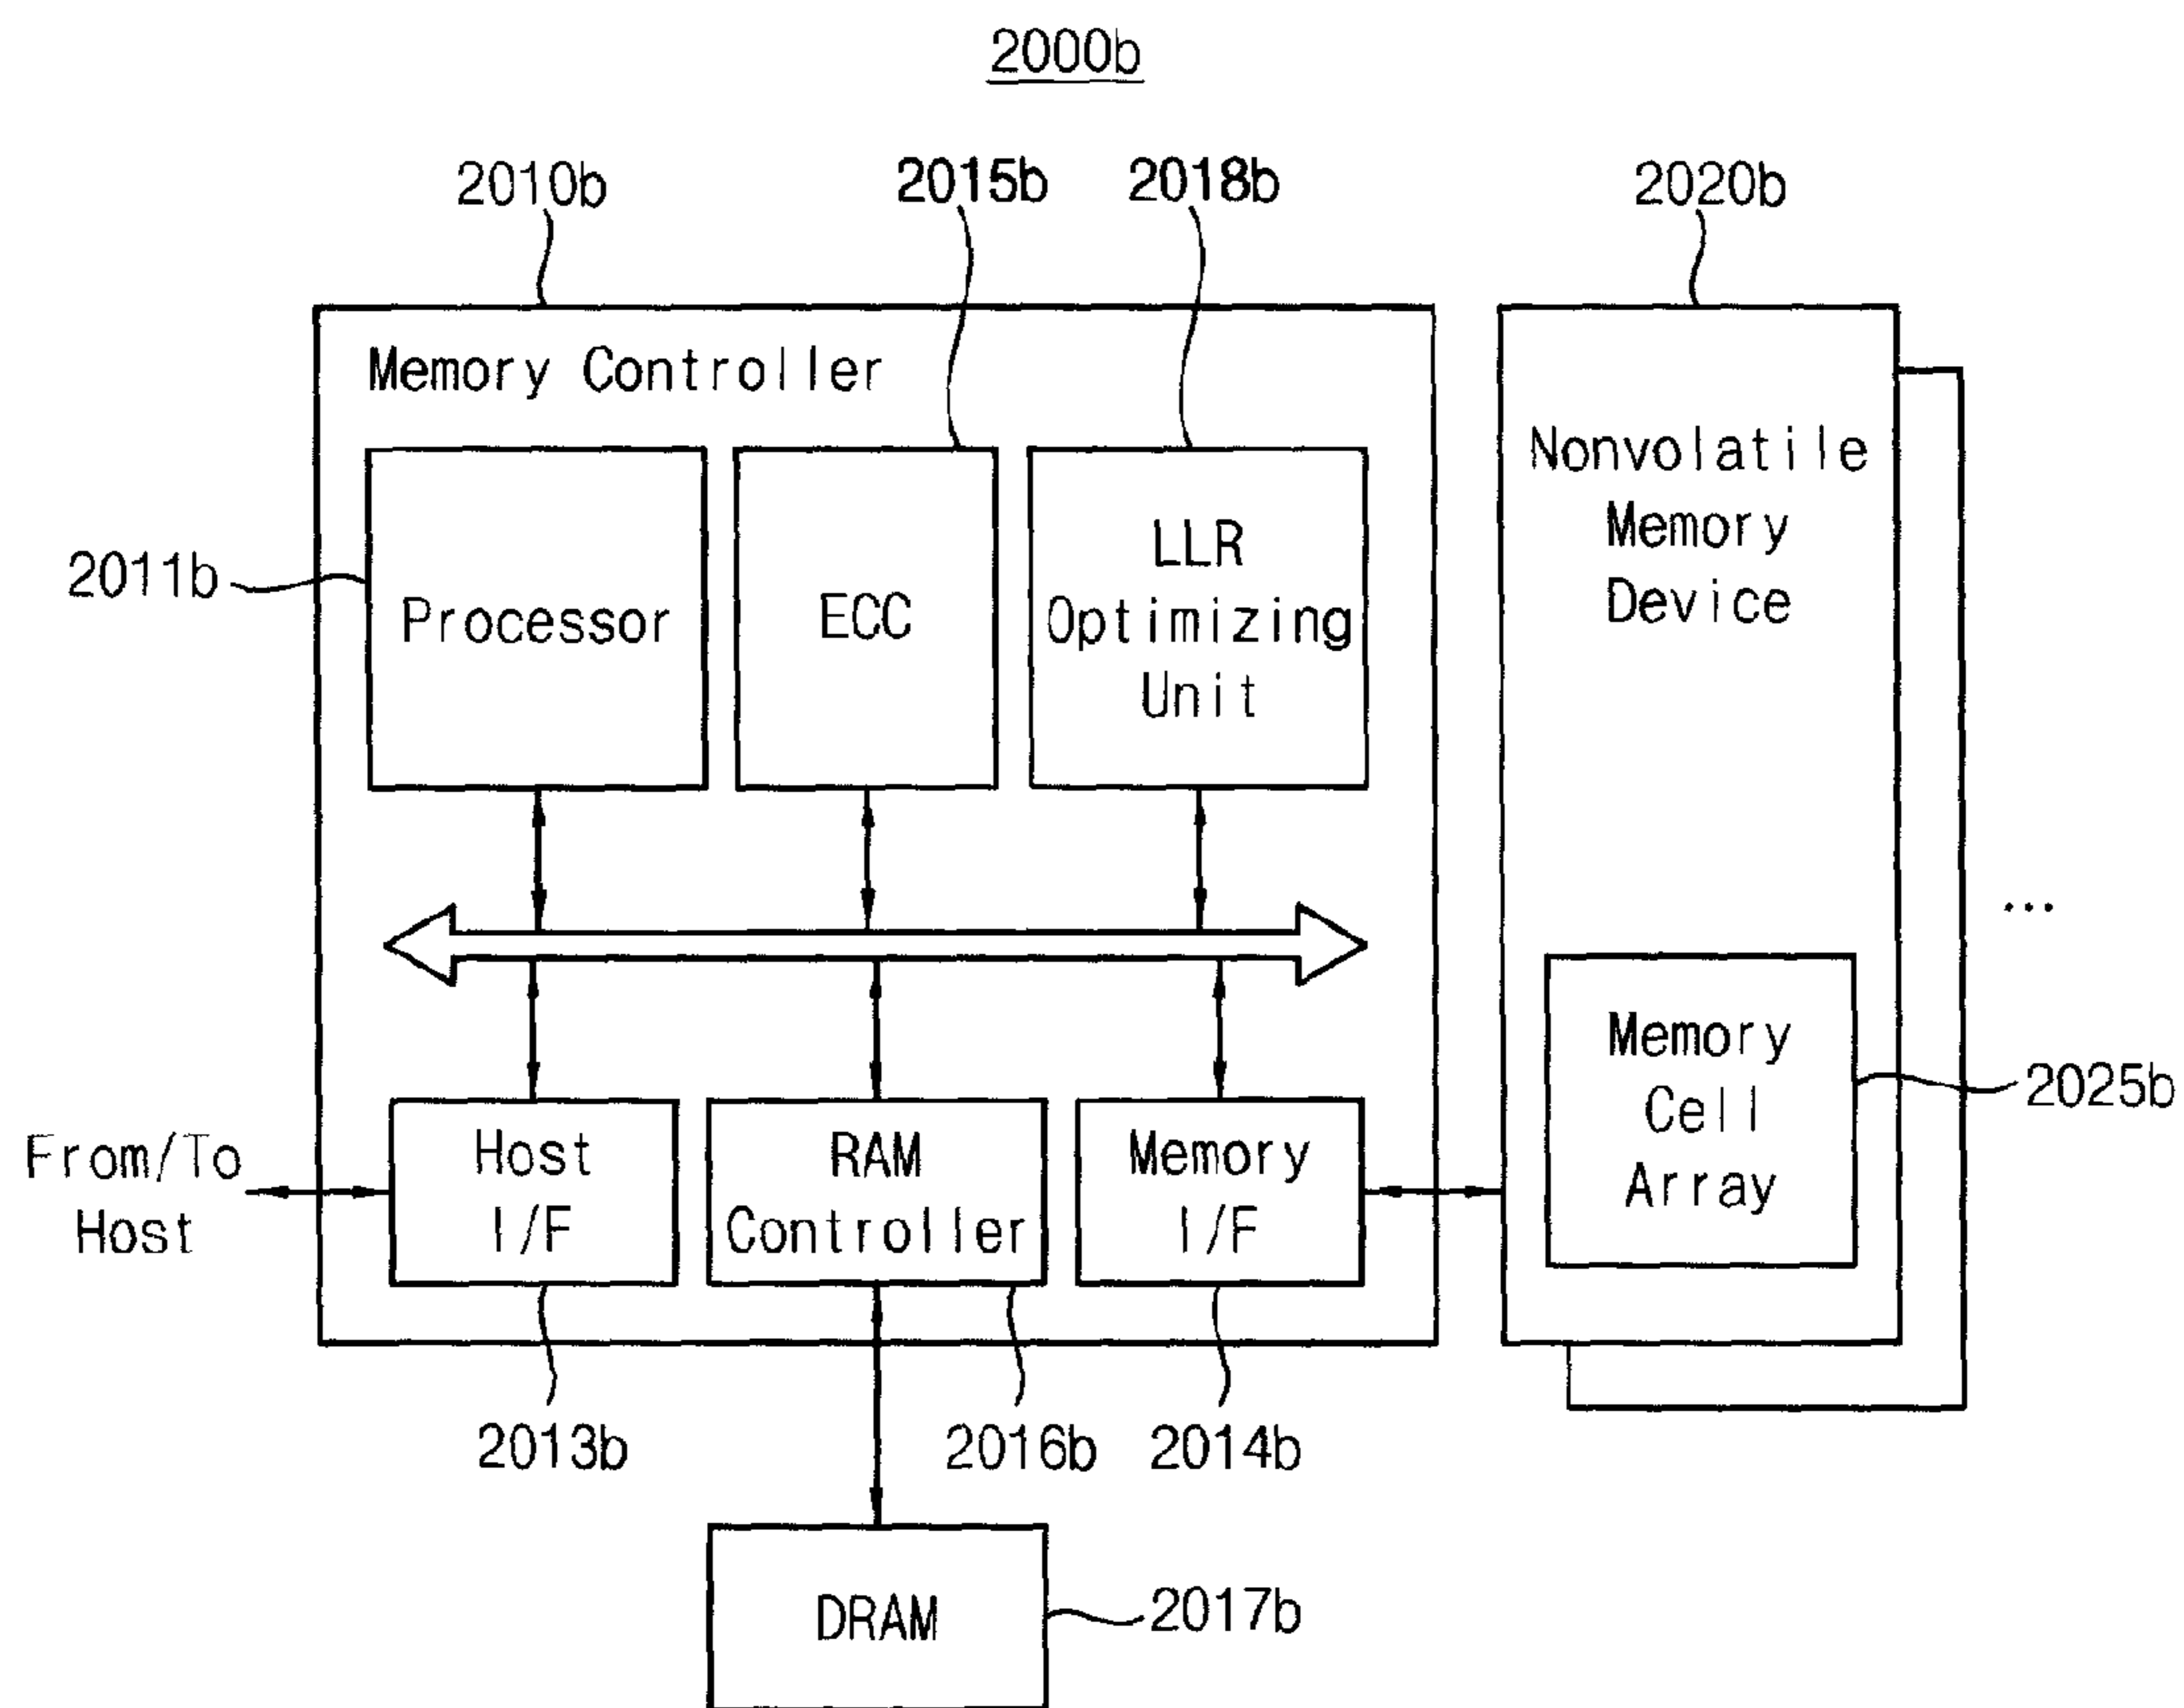 2000b
2010b
2015b
2018b
2020b
Memory Controller
Nonvolatile
Memory
Device
2011b
Processor
ECC
LLR
Optimizing
Unit
...
Memory
Cell
Array
2025b
From/To
Host
Host
I/F
RAM
Controller
Memory
I/F
2013b
2016b
2014b
DRAM
2017b